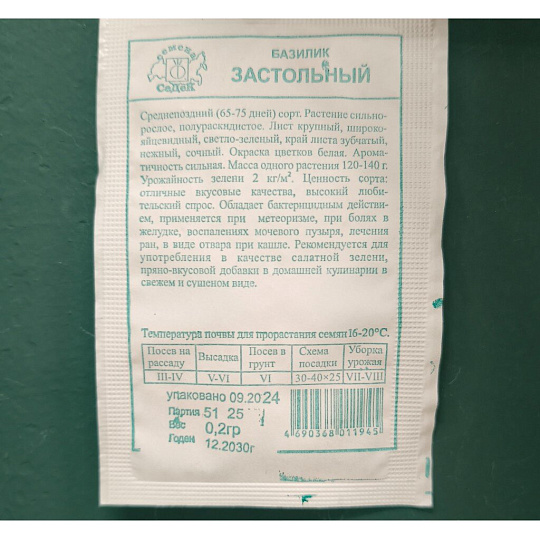 семена
СеДеК
БАЗИЛИК
ЗАСТОЛЬНЫЙ
Среднепоздний (65-75 дней) сорт. Растение сильно-
рослое, полураскидистое. Лист крупный, широко-
яйцевидный, светло-зеленый, край листа зубчатый,
нежный, сочный. Окраска цветков белая. Арома-
тичность сильная. Масса одного растения 120-140 г.
Урожайность зелени 2 кг/м². Ценность сорта:
отличные вкусовые качества, высокий люби-
тельский спрос. Обладает бактерицидным действи-
ем, применяется при метеоризме, при болях в
желудке, воспалениях мочевого пузыря, лечения
ран, в виде отвара при кашле. Рекомендуется для
употребления в качестве салатной зелени,
пряно-вкусовой добавки в домашней кулинарии в
свежем и сушеном виде.
Температура почвы для прорастания семян 16-20°С.
Посев на рассаду Высадка Посев в грунт Схема посадки Уборка урожая
III-IV V-VI VI 30-40×25 VII-VIII
упаковано 09.2024
Партия 51 25
Вес 0,2гр
Годен 12.2030г
4 690368 011945